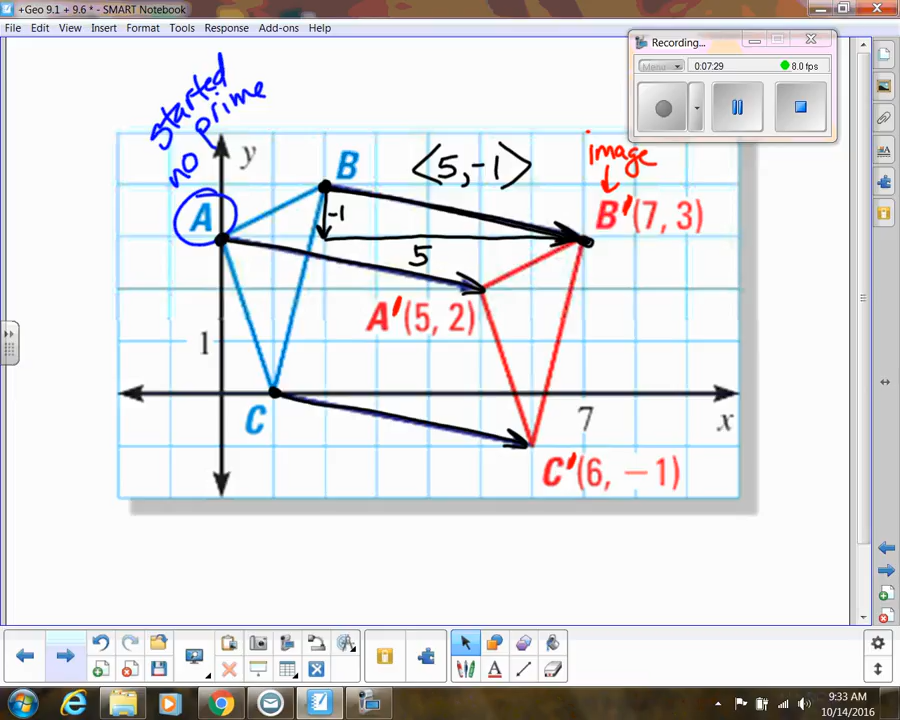 +Geo 9.1 + 9.6 * - SMART Notebook
File Edit View Insert Format Tools Response Add-ons Help
Recording...
Menu 0:07:29 8.0 fps
started
no prime
y
B
<5,-1>
image
A
-1
B'(7, 3)
5
A'(5, 2)
1
C
7
x
C'(6, −1)
A
9:33 AM
10/14/2016